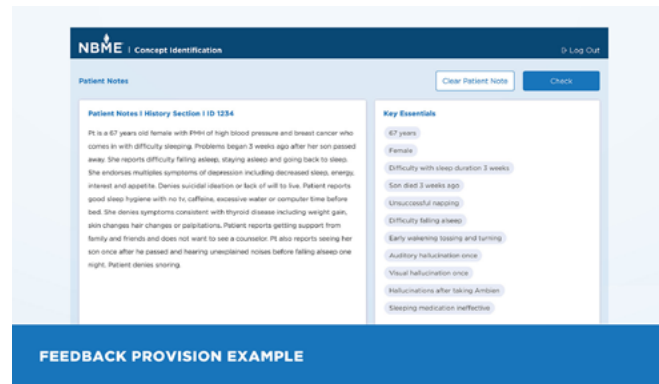 NBME | Concept Identification
Log Out
Patient Notes
Clear Patient Note
Check
Patient Notes I History Section I ID 1234
Pt is a 67 years old female with PMH of high blood pressure and breast cancer who
comes in with difficulty sleeping. Problems began 3 weeks ago after her son passed
away. She reports difficulty falling asleep, staying asleep and going back to sleep.
She endorses multiple symptoms of depression including decreased sleep, energy,
interest and appetite. Denies suicidal ideation or lack of will to live. Patient reports
good sleep hygiene with no tv, caffeine, excessive water or computer time before
bed. She denies symptoms consistent with thyroid disease including weight gain,
skin changes hair changes or palpitations. Patient reports getting support from
family and friends and does not want to see a counselor. Pt also reports seeing her
son once after he passed and hearing unexplained noises before falling asleep one
night. Patient denies snoring.
Key Essentials
67 years
Female
Difficulty with sleep duration 3 weeks
Son died 3 weeks ago
Unsuccessful napping
Difficulty falling asleep
Early wakening tossing and turning
Auditory hallucination once
Visual hallucination once
Hallucinations after taking Ambien
Sleeping medication ineffective
FEEDBACK PROVISION EXAMPLE